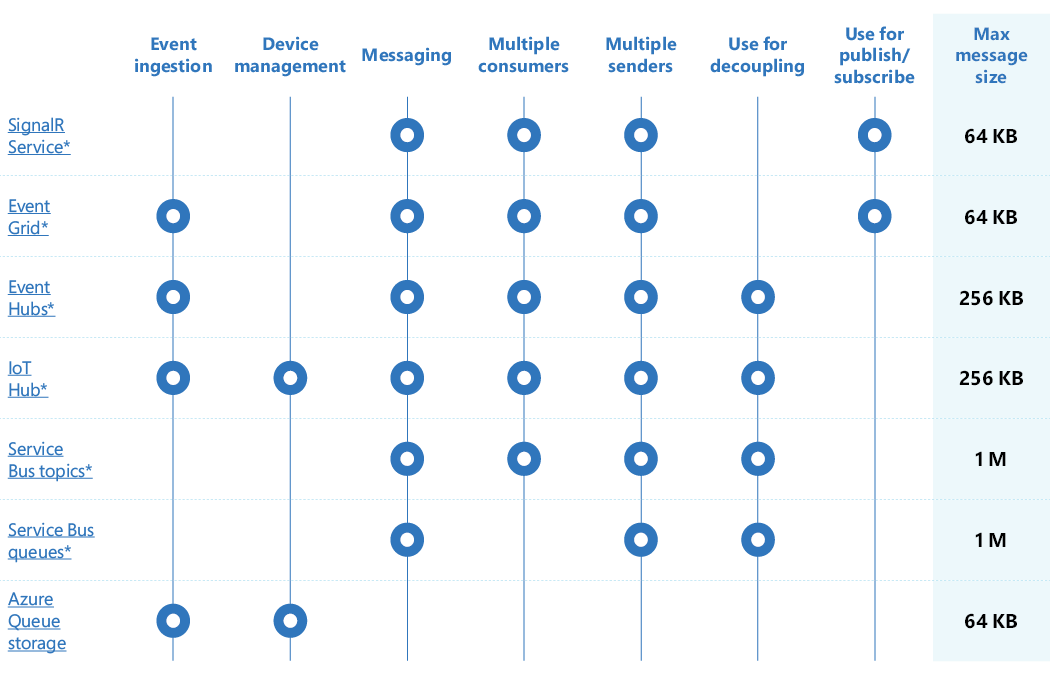 Event
ingestion
Device
management
Messaging
Multiple
consumers
Multiple
senders
Use for
decoupling
Use for
publish/
subscribe
Max
message
size
SignalR
Service*
64 KB
Event
Grid*
64 KB
Event
Hubs*
256 KB
IoT
Hub*
256 KB
Service
Bus topics*
1 M
Service Bus
queues*
1 M
Azure
Queue
storage
64 KB